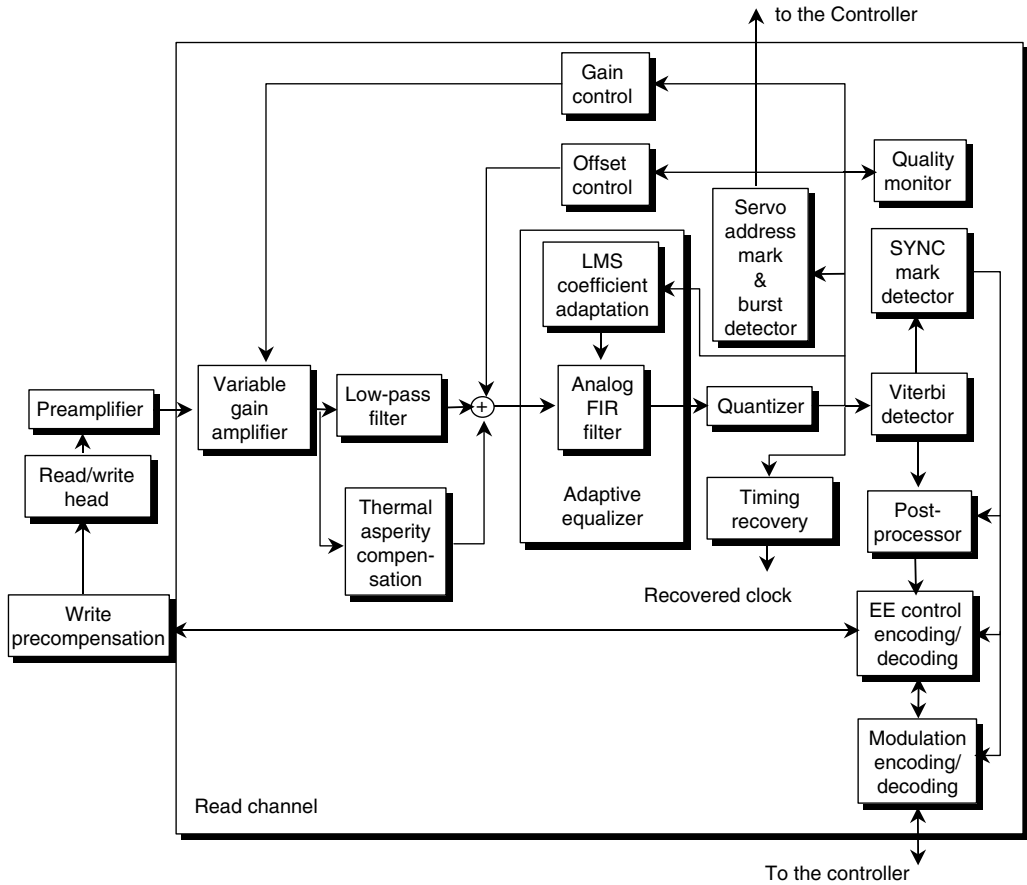 to the Controller
Gain
control
Offset
control
Quality
monitor
Servo
address
mark
&
burst
detector
SYNC
mark
detector
LMS
coefficient
adaptation
Variable
gain
amplifier
Low-pass
filter
+
Analog
FIR
filter
Quantizer
Viterbi
detector
Preamplifier
Read/write
head
Thermal
asperity
compen-
sation
Adaptive
equalizer
Timing
recovery
Post-
processor
Recovered clock
Write
precompensation
EE control
encoding/
decoding
Modulation
encoding/
decoding
Read channel
To the controller